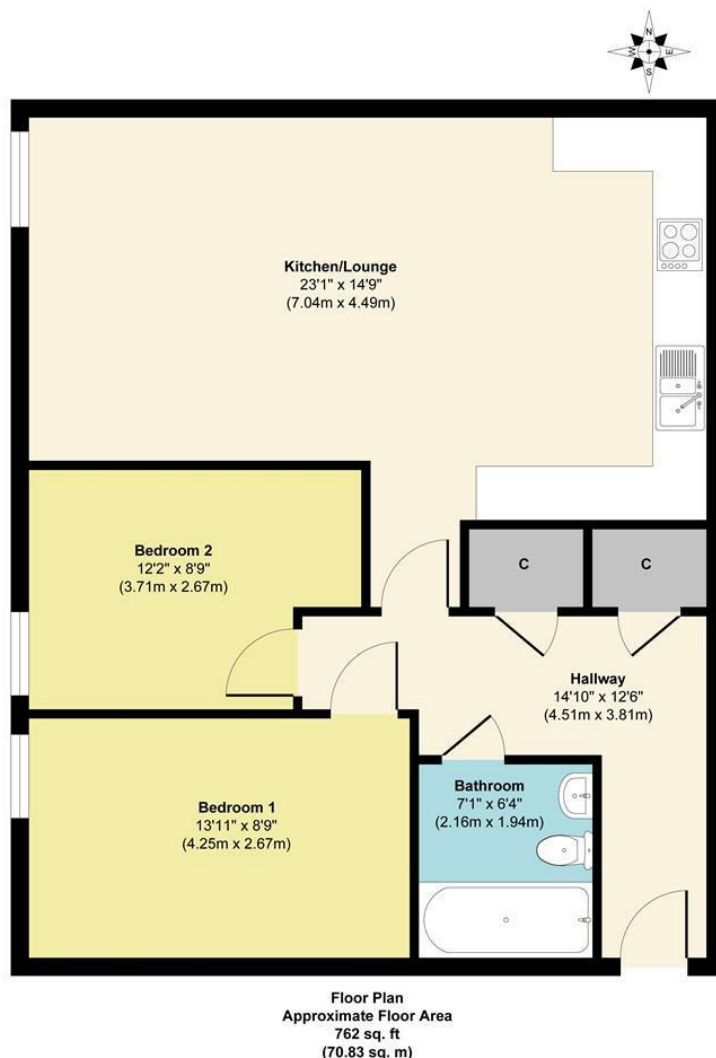 N
W
E
S
Kitchen/Lounge
23'1" x 14'9"
(7.04m x 4.49m)
Bedroom 2
12'2" x 8'9"
(3.71m x 2.67m)
C
C
Hallway
14'10" x 12'6"
(4.51m x 3.81m)
Bedroom 1
13'11" x 8'9"
(4.25m x 2.67m)
Bathroom
7'1" x 6'4"
(2.16m x 1.94m)
Floor Plan
Approximate Floor Area
762 sq. ft
(70.83 sq. m)